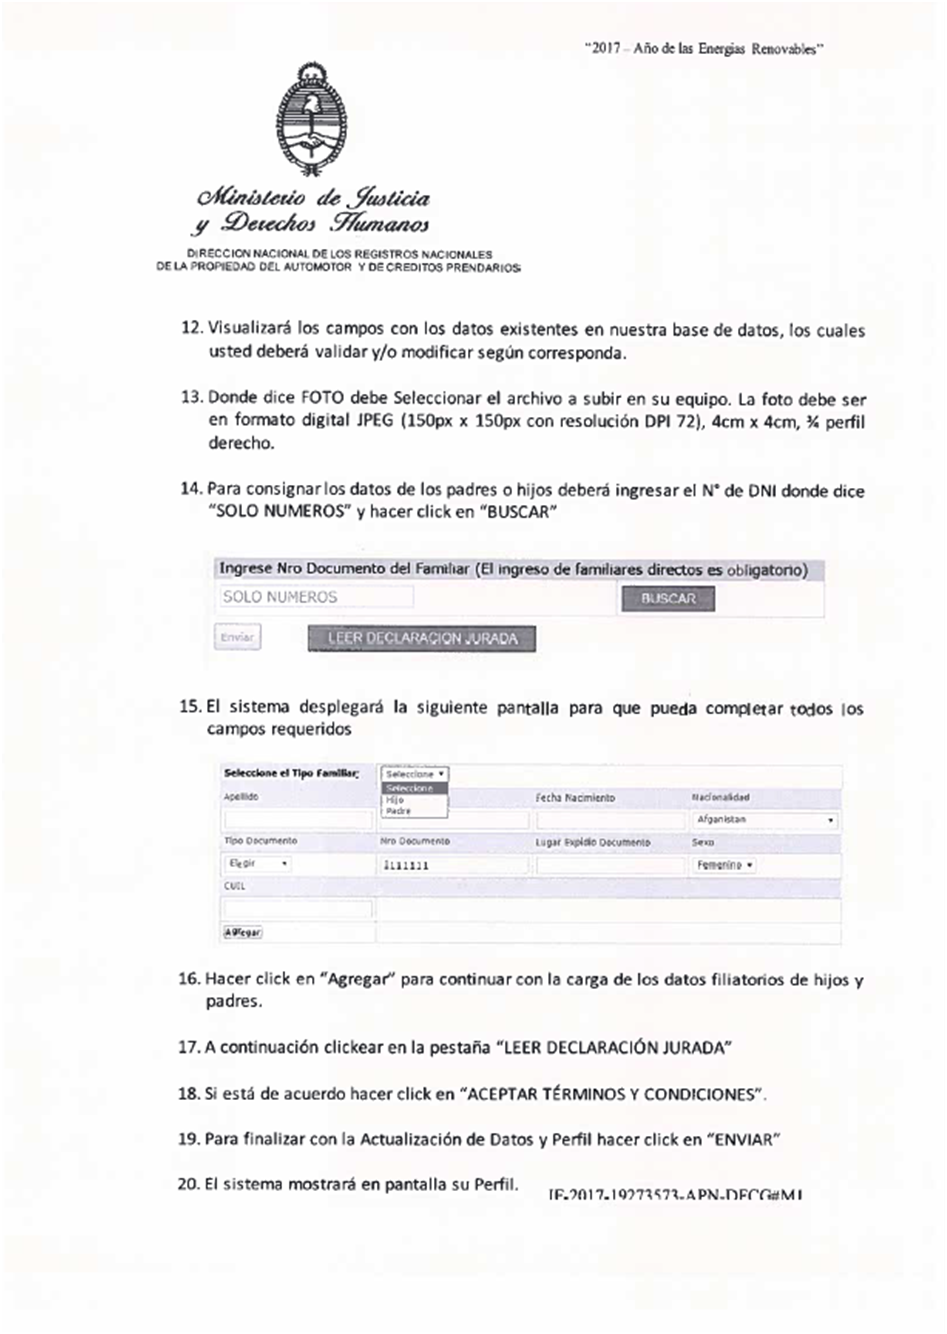 "2017 – Año de las Energias Renovables"
Ministerio de Justicia
y Derechos Humanos
DIRECCION NACIONAL DE LOS REGISTROS NACIONALES
DE LA PROPIEDAD DEL AUTOMOTOR Y DE CREDITOS PRENDARIOS
12. Visualizará los campos con los datos existentes en nuestra base de datos, los cuales
usted deberá validar y/o modificar según corresponda.
13. Donde dice FOTO debe Seleccionar el archivo a subir en su equipo. La foto debe ser
en formato digital JPEG (150px x 150px con resolución DPI 72), 4cm x 4cm, ¾ perfil
derecho.
14. Para consignar los datos de los padres o hijos deberá ingresar el N° de DNI donde dice
"SOLO NUMEROS" y hacer click en "BUSCAR"
Ingrese Nro Documento del Familiar (El ingreso de familiares directos es obligatorio)
SOLO NUMEROS BUSCAR
Enviar LEER DECLARACION JURADA
15. El sistema desplegará la siguiente pantalla para que pueda completar todos los
campos requeridos
Seleccione el Tipo Familiar: Seleccione
Seleccione
Hijo
Padre
Apellido Fecha Nacimiento Nacionalidad
Afganistan
Tipo Documento Nro Documento Lugar Expidio Documento Sexo
Elegir 1111111 Femenino
CUIL
Agregar
16. Hacer click en "Agregar" para continuar con la carga de los datos filiatorios de hijos y
padres.
17. A continuación clickear en la pestaña "LEER DECLARACIÓN JURADA"
18. Si está de acuerdo hacer click en "ACEPTAR TÉRMINOS Y CONDICIONES".
19. Para finalizar con la Actualización de Datos y Perfil hacer click en "ENVIAR"
20. El sistema mostrará en pantalla su Perfil.
IF-2017-19273573-APN-DFCG#MJ